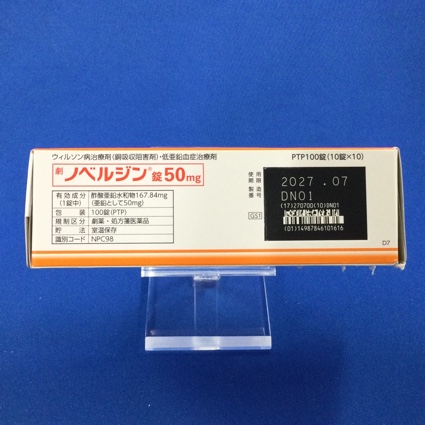 ウィルソン病治療剤(銅吸収阻害剤)・低亜鉛血症治療剤
PTP100錠(10錠×10)
劇 ノベルジン®錠50mg
有効成分(1錠中) 酢酸亜鉛水和物167.84mg(亜鉛として50mg)
包装 100錠(PTP)
規制区分 劇薬・処方箋医薬品
貯法 室温保存
識別コード NPC98
使用期限 2027.07
製造番号 DN01
(17)270700(10)DN01
GS1
(01)14987846101616
D7